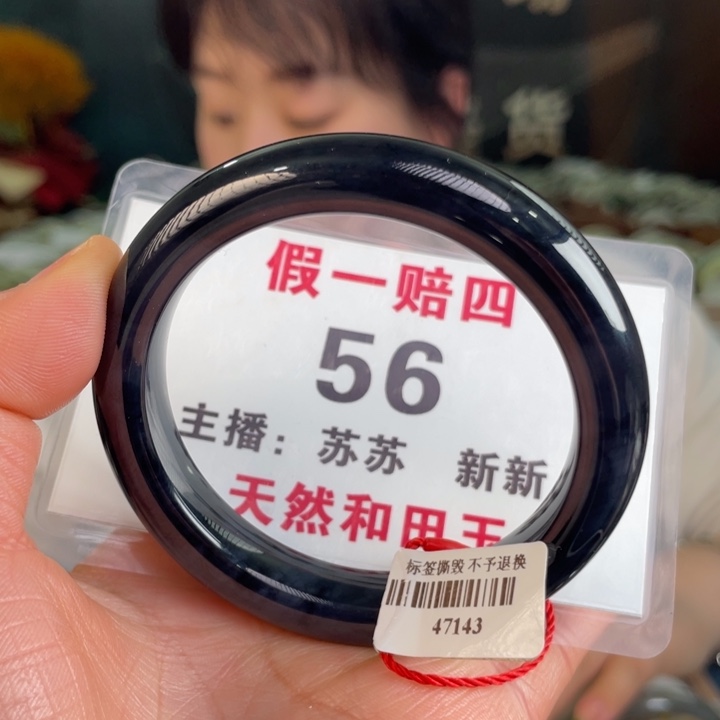 货
假一赔四
56
主播：苏苏 新新
天然和田玉
标签撕毁 不予退换
47143